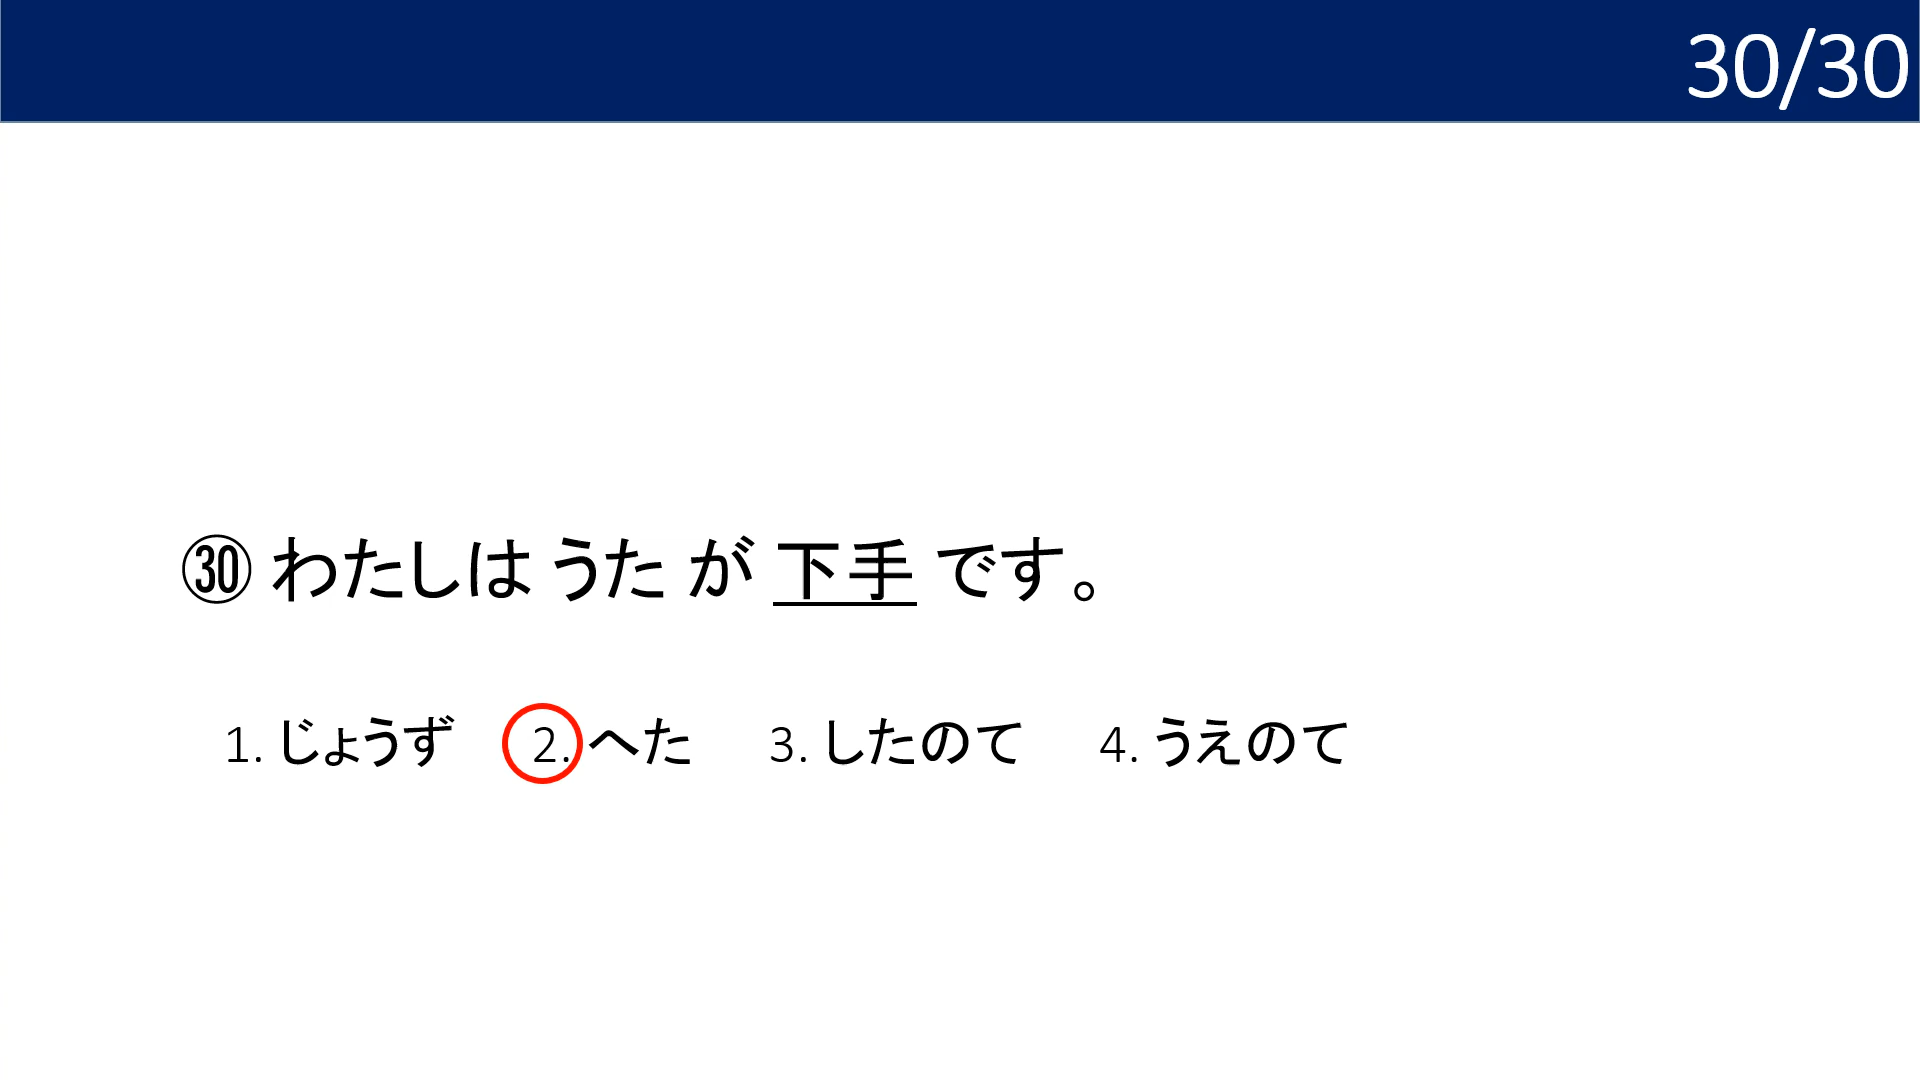 30/30
㉚ わたしは うた が 下手 です。
1. じょうず 2. へた 3. したのて 4. うえのて